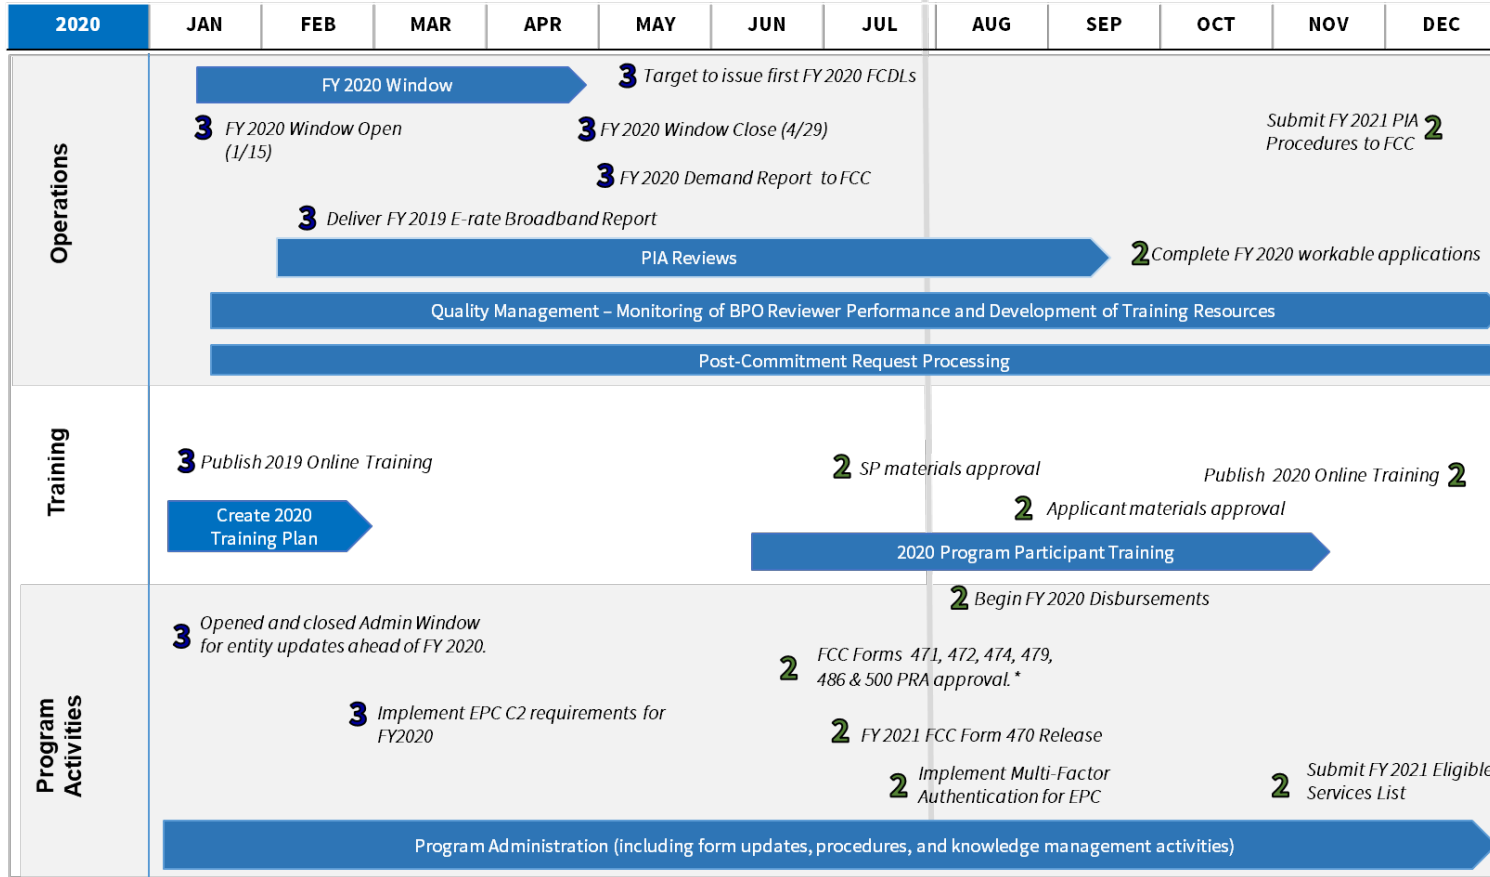 2020 JAN FEB MAR APR MAY JUN JUL AUG SEP OCT NOV DEC
Operations
FY 2020 Window
3 Target to issue first FY 2020 FCDLs
3 FY 2020 Window Open
(1/15)
3 FY 2020 Window Close (4/29)
Submit FY 2021 PIA
Procedures to FCC 2
3 FY 2020 Demand Report to FCC
3 Deliver FY 2019 E-rate Broadband Report
PIA Reviews
2 Complete FY 2020 workable applications
Quality Management – Monitoring of BPO Reviewer Performance and Development of Training Resources
Post-Commitment Request Processing
Training
3 Publish 2019 Online Training
2 SP materials approval
Publish 2020 Online Training 2
Create 2020
Training Plan
2 Applicant materials approval
2020 Program Participant Training
Program
Activities
2 Begin FY 2020 Disbursements
3 Opened and closed Admin Window
for entity updates ahead of FY 2020.
2 FCC Forms 471, 472, 474, 479,
486 & 500 PRA approval.*
3 Implement EPC C2 requirements for
FY2020
2 FY 2021 FCC Form 470 Release
2 Implement Multi-Factor
Authentication for EPC
2 Submit FY 2021 Eligible
Services List
Program Administration (including form updates, procedures, and knowledge management activities)